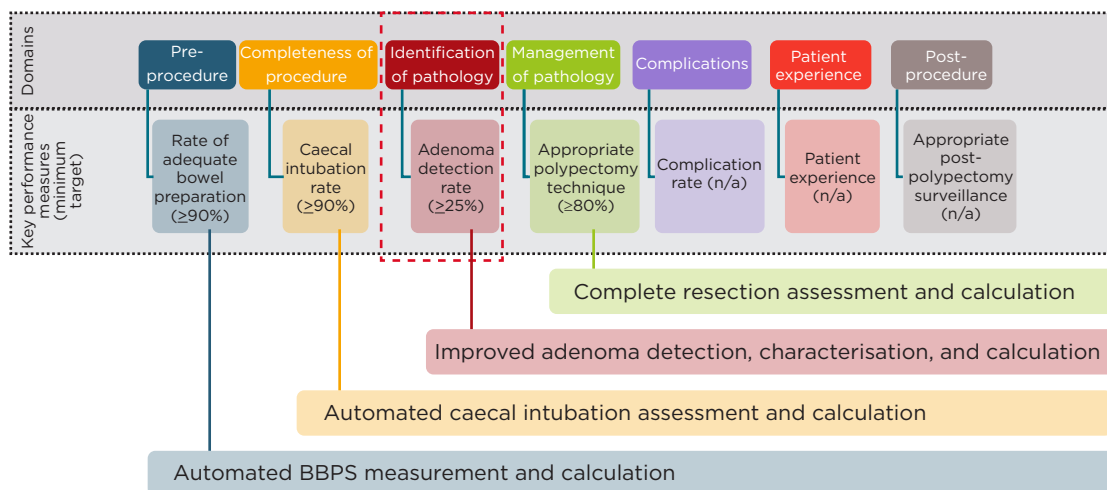 Domains
Pre-
procedure
Completeness of
procedure
Identification
of pathology
Management
of pathology
Complications
Patient
experience
Post-
procedure
Key performance
measures
(minimum
target)
Rate of
adequate
bowel
preparation
(≥90%)
Caecal
intubation
rate
(≥90%)
Adenoma
detection
rate
(≥25%)
Appropriate
polypectomy
technique
(≥80%)
Complication
rate (n/a)
Patient
experience
(n/a)
Appropriate
post-
polypectomy
surveillance
(n/a)
Complete resection assessment and calculation
Improved adenoma detection, characterisation, and calculation
Automated caecal intubation assessment and calculation
Automated BBPS measurement and calculation